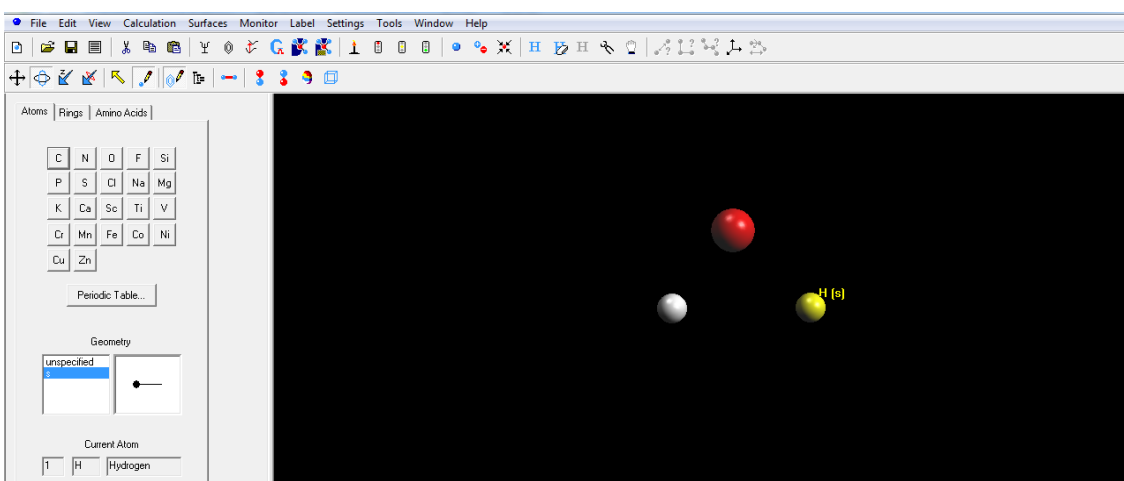 File Edit View Calculation Surfaces Monitor Label Settings Tools Window Help
H H
Atoms Rings Amino Acids
C N O F Si
P S Cl Na Mg
K Ca Sc Ti V
Cr Mn Fe Co Ni
Cu Zn
Periodic Table...
Geometry
unspecified
s
Current Atom
1 H Hydrogen
H (s)